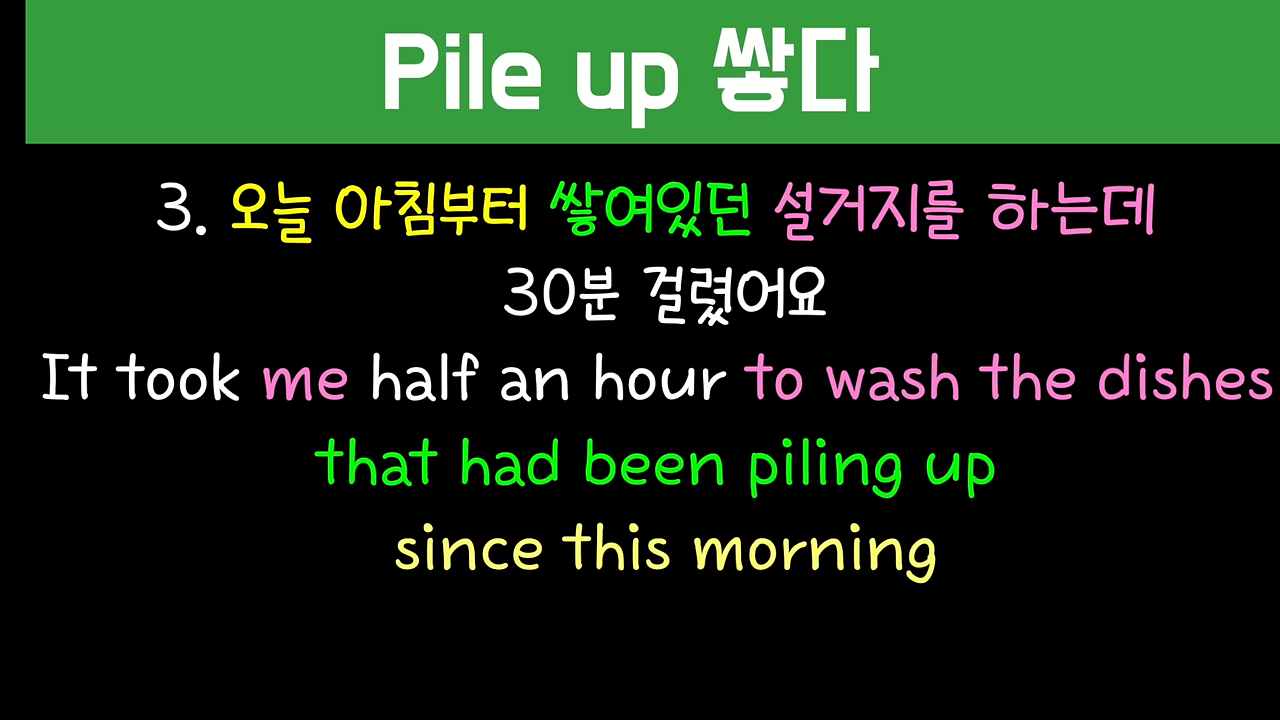 Pile up 쌓다
3. 오늘 아침부터 쌓여있던 설거지를 하는데
30분 걸렸어요
It took me half an hour to wash the dishes
that had been piling up
since this morning